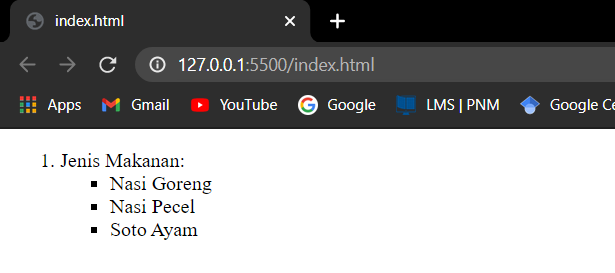 index.html
127.0.0.1:5500/index.html
Apps Gmail YouTube Google LMS | PNM Google Ce
1. Jenis Makanan:
Nasi Goreng
Nasi Pecel
Soto Ayam